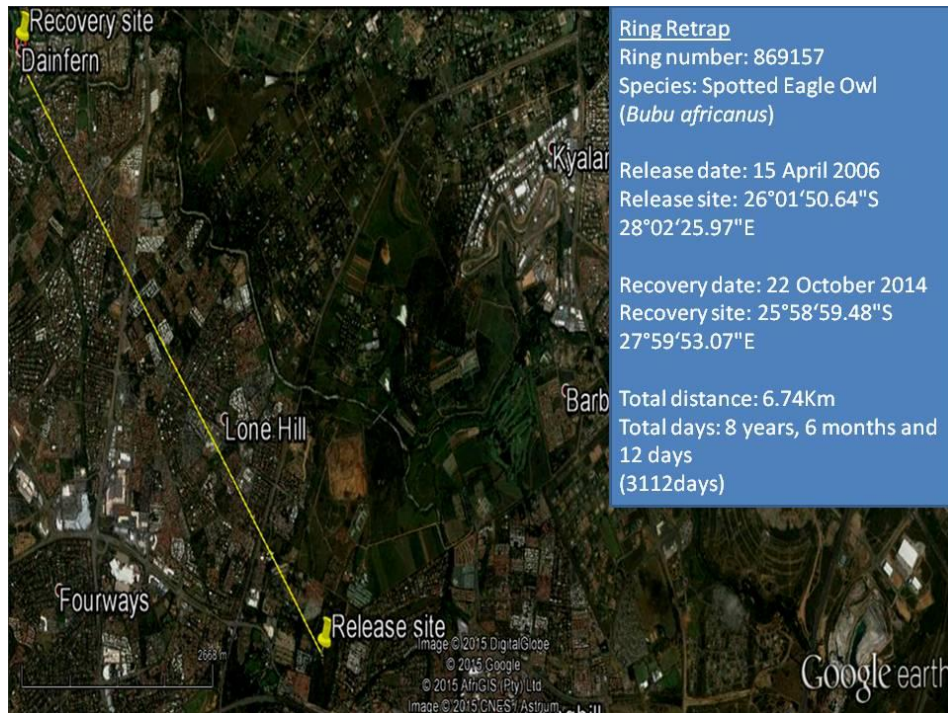 Recovery site
Dainfern
Lone Hill
Fourways
Release site
2668 m
Image © 2015 DigitalGlobe
© 2015 Google
© 2015 AfriGIS (Pty) Ltd.
Image © 2015 CNES / Astrium
Google earth
Ring Retrap
Ring number: 869157
Species: Spotted Eagle Owl
(Bubu africanus)
Release date: 15 April 2006
Release site: 26°01‘50.64"S
28°02‘25.97"E
Recovery date: 22 October 2014
Recovery site: 25°58‘59.48"S
27°59‘53.07"E
Total distance: 6.74Km
Total days: 8 years, 6 months and
12 days
(3112days)
Kyalar
Barb